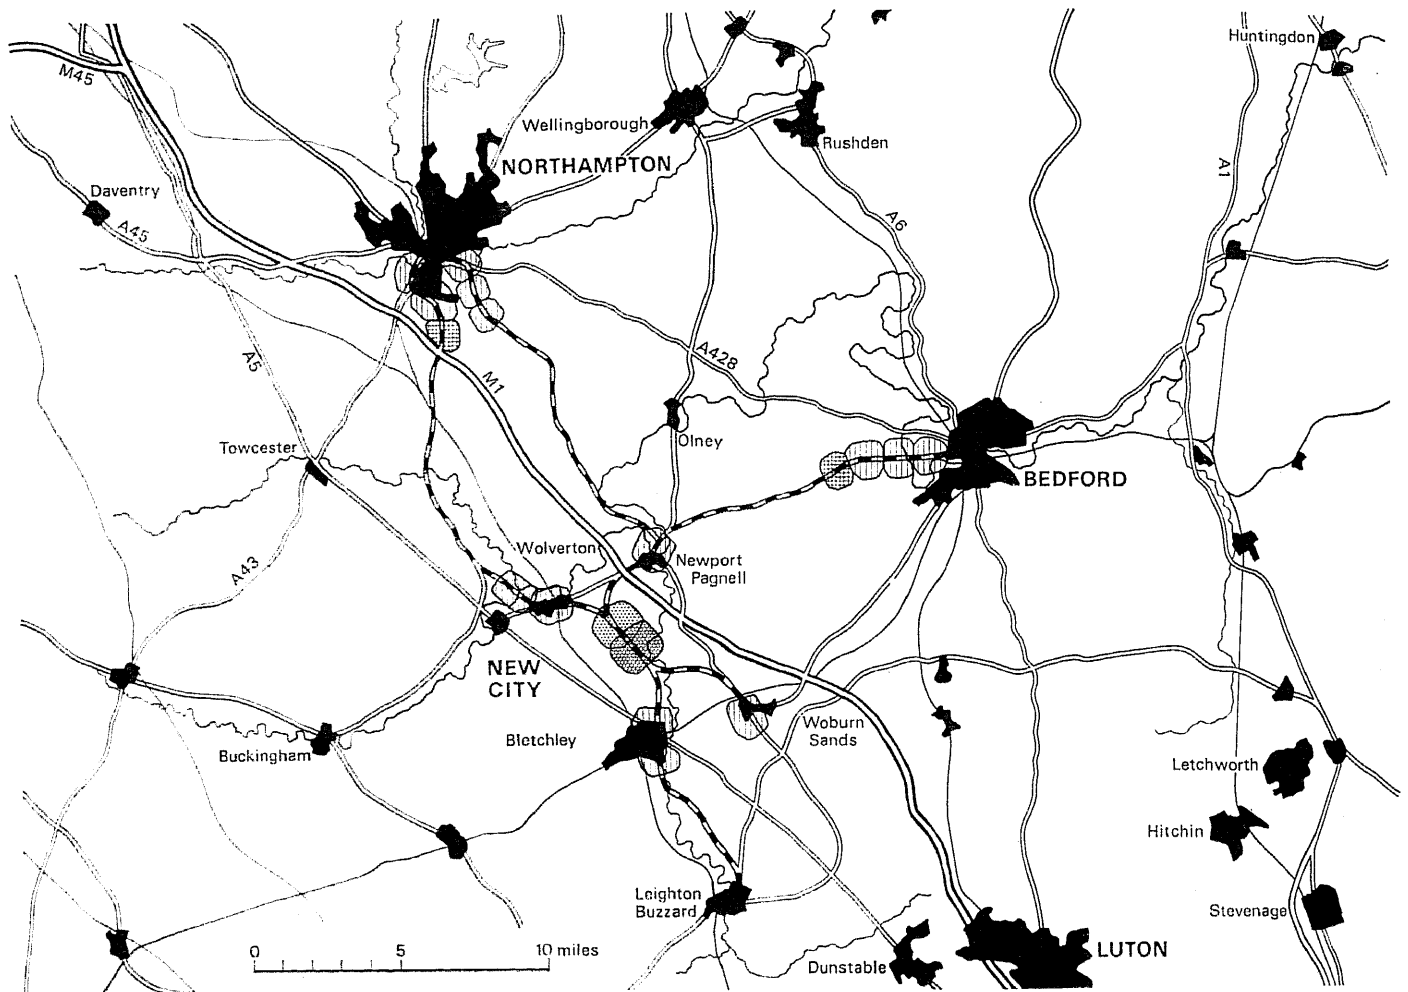 Huntingdon
M45
Wellingborough
Rushden
NORTHAMPTON
A1
Daventry
A45
A6
A5
A428
M1
Towcester
Olney
BEDFORD
Wolverton
Newport
Pagnell
A43
NEW
CITY
Woburn
Sands
Bletchley
Buckingham
Letchworth
Hitchin
Leighton
Buzzard
Stevenage
0 5 10 miles
Dunstable
LUTON